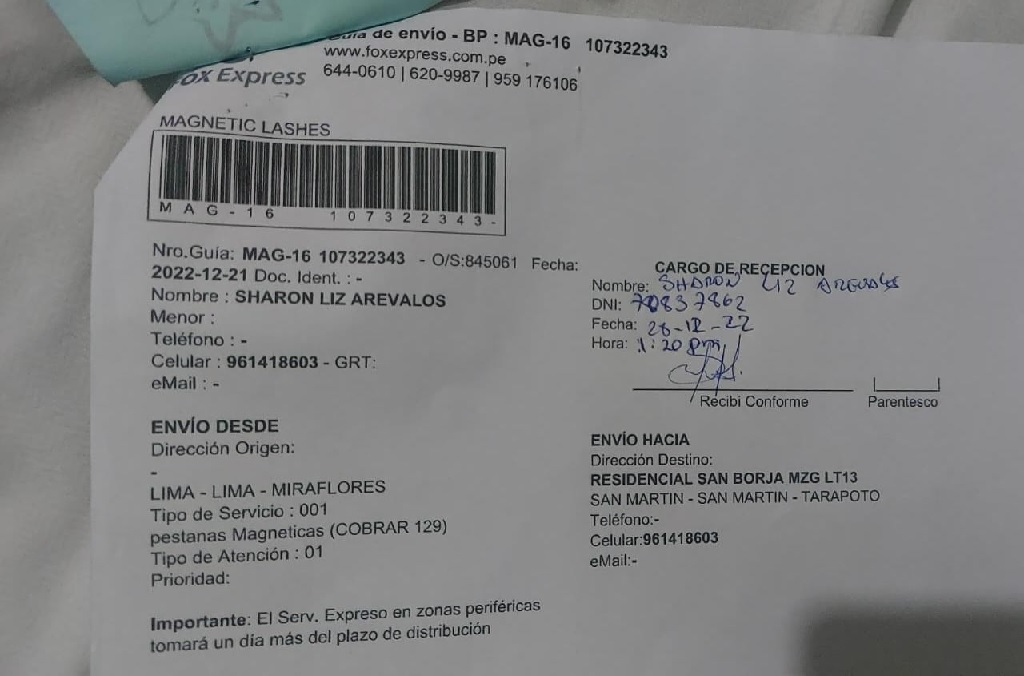 de envío - BP : MAG-16 107322343
www.foxexpress.com.pe
644-0610 | 620-9987 | 959 176106
Fox Express
MAGNETIC LASHES
MAG-16 107322343-
Nro.Guía: MAG-16 107322343 - O/S:845061 Fecha:
2022-12-21 Doc. Ident. : -
Nombre : SHARON LIZ AREVALOS
Menor :
Teléfono : -
Celular : 961418603 - GRT:
eMail : -
CARGO DE RECEPCION
Nombre: SHARON LIZ AREVALOS
DNI: 70837862
Fecha: 28-12-22
Hora: 1:20 pm
Recibi Conforme
Parentesco
ENVÍO DESDE
Dirección Origen:
-
LIMA - LIMA - MIRAFLORES
Tipo de Servicio : 001
pestanas Magneticas (COBRAR 129)
Tipo de Atención : 01
Prioridad:
ENVÍO HACIA
Dirección Destino:
RESIDENCIAL SAN BORJA MZG LT13
SAN MARTIN - SAN MARTIN - TARAPOTO
Teléfono:-
Celular:961418603
eMail:-
Importante: El Serv. Expreso en zonas periféricas
tomará un dia más del plazo de distribución